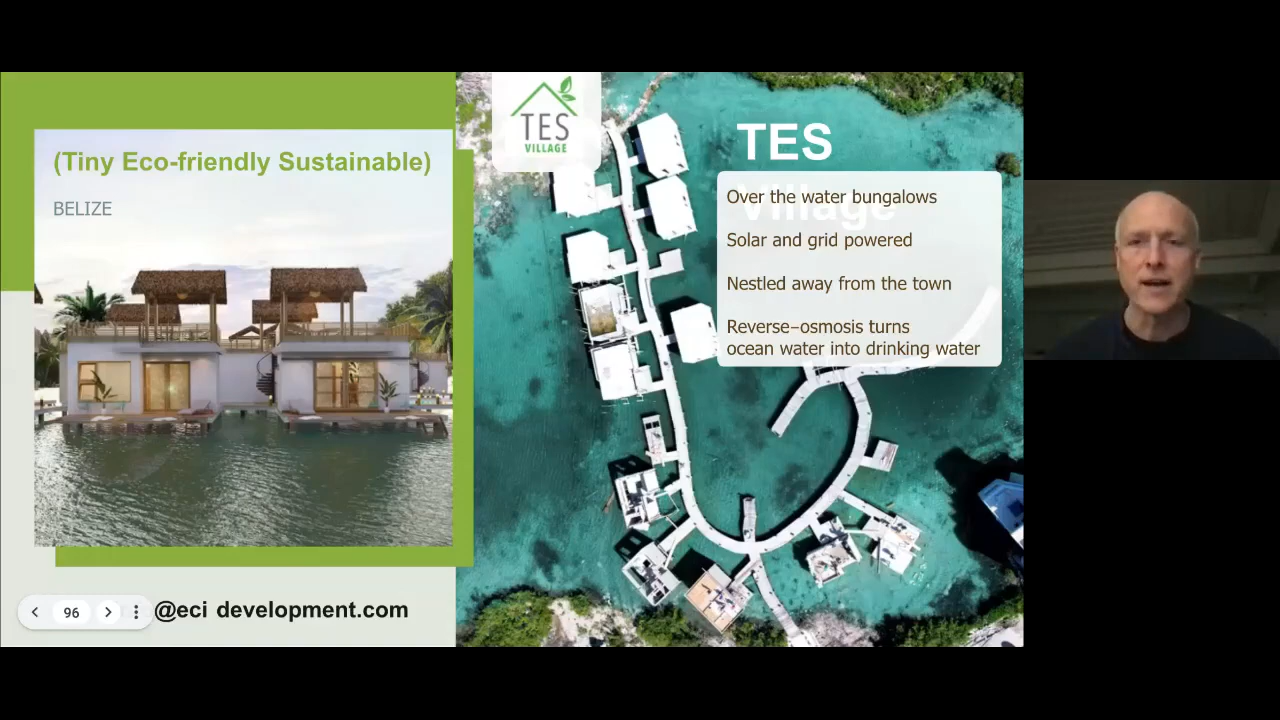 (Tiny Eco-friendly Sustainable)
BELIZE
TES
VILLAGE
TES
Village
Over the water bungalows
Solar and grid powered
Nestled away from the town
Reverse–osmosis turns
ocean water into drinking water
96
@eci development.com